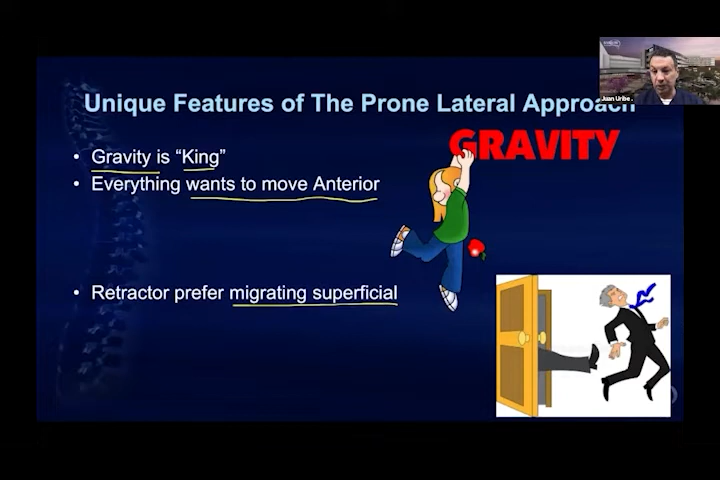 Unique Features of The Prone Lateral Approach
Juan Uribe
GRAVITY
• Gravity is “King”
• Everything wants to move Anterior
• Retractor prefer migrating superficial